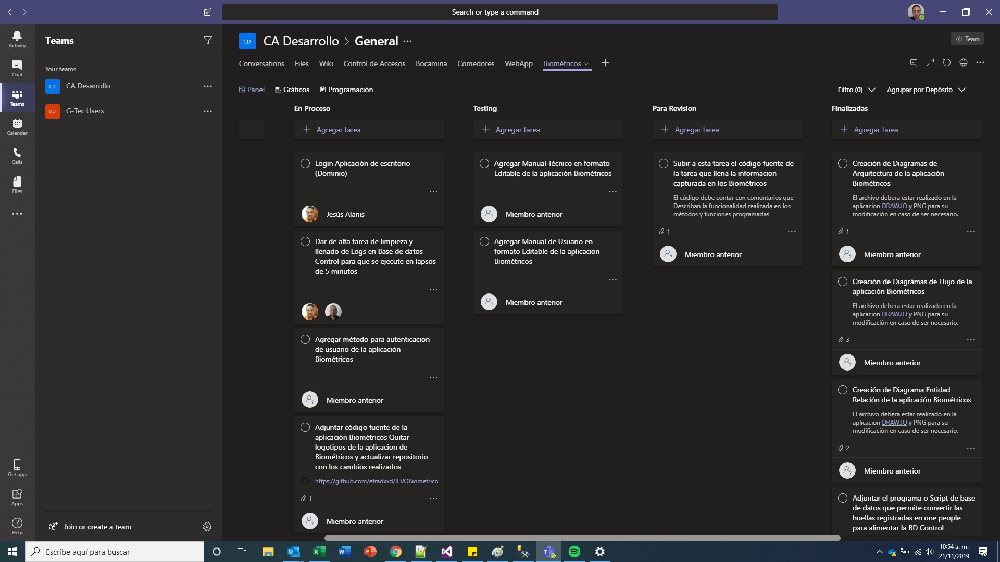 Search or type a command
Activity
Chat
Teams
Calendar
Calls
Files
Get app
Apps
Help
Teams
Your teams
CD CA Desarrollo
GU G-Tec Users
Join or create a team
CD CA Desarrollo > General
Team
Conversations Files Wiki Control de Accesos Bocamina Comedores WebApp Biométricos
Panel Gráficos Programación
Filtro (0) Agrupar por Depósito
En Proceso
Agregar tarea
Login Aplicación de escritorio
(Dominio)
Jesús Alanis
Dar de alta tarea de limpieza y
llenado de Logs en Base de datos
Control para que se ejecute en lapsos
de 5 minutos
Agregar método para autenticacion
de usuario de la aplicación
Biométricos
Miembro anterior
Adjuntar código fuente de la
aplicación Biométricos Quitar
logotipos de la aplicacion de
Biométricos y actualizar repositorio
con los cambios realizados
https://github.com/efradxxd/IEVOBiometrico
1
Miembro anterior
Testing
Agregar tarea
Agregar Manual Técnico en formato
Editable de la aplicación Biométricos
Miembro anterior
Agregar Manual de Usuario en
formato Editable de la aplicacion
Biométricos
Miembro anterior
Para Revision
Agregar tarea
Subir a esta tarea el código fuente de
la tarea que llena la informacion
capturada en los Biométricos
El código debe contar con comentarios que
Describan la funcionalidad realizada en los
métodos y funciones programadas
1
Miembro anterior
Finalizadas
Agregar tarea
Creación de Diagramas de
Arquitectura de la aplicación
Biométricos
El archivo debera estar realizado en la
aplicacion DRAW.IO y PNG para su
modificación en caso de ser necesario.
1
Miembro anterior
Creación de Diagrámas de Flujo de la
aplicación Biométricos
El archivo debera estar realizado en la
aplicacion DRAW.IO y PNG para su
modificación en caso de ser necesario.
3
Miembro anterior
Creación de Diagrama Entidad
Relación de la aplicación Biométricos
El archivo debera estar realizado en la
aplicacion DRAW.IO y PNG para su
modificación en caso de ser necesario.
2
Miembro anterior
Adjuntar el programa o Script de base
de datos que permite convertir las
huellas registradas en one people
para alimentar la BD Control
Escribe aquí para buscar
10:54 a. m.
21/11/2019